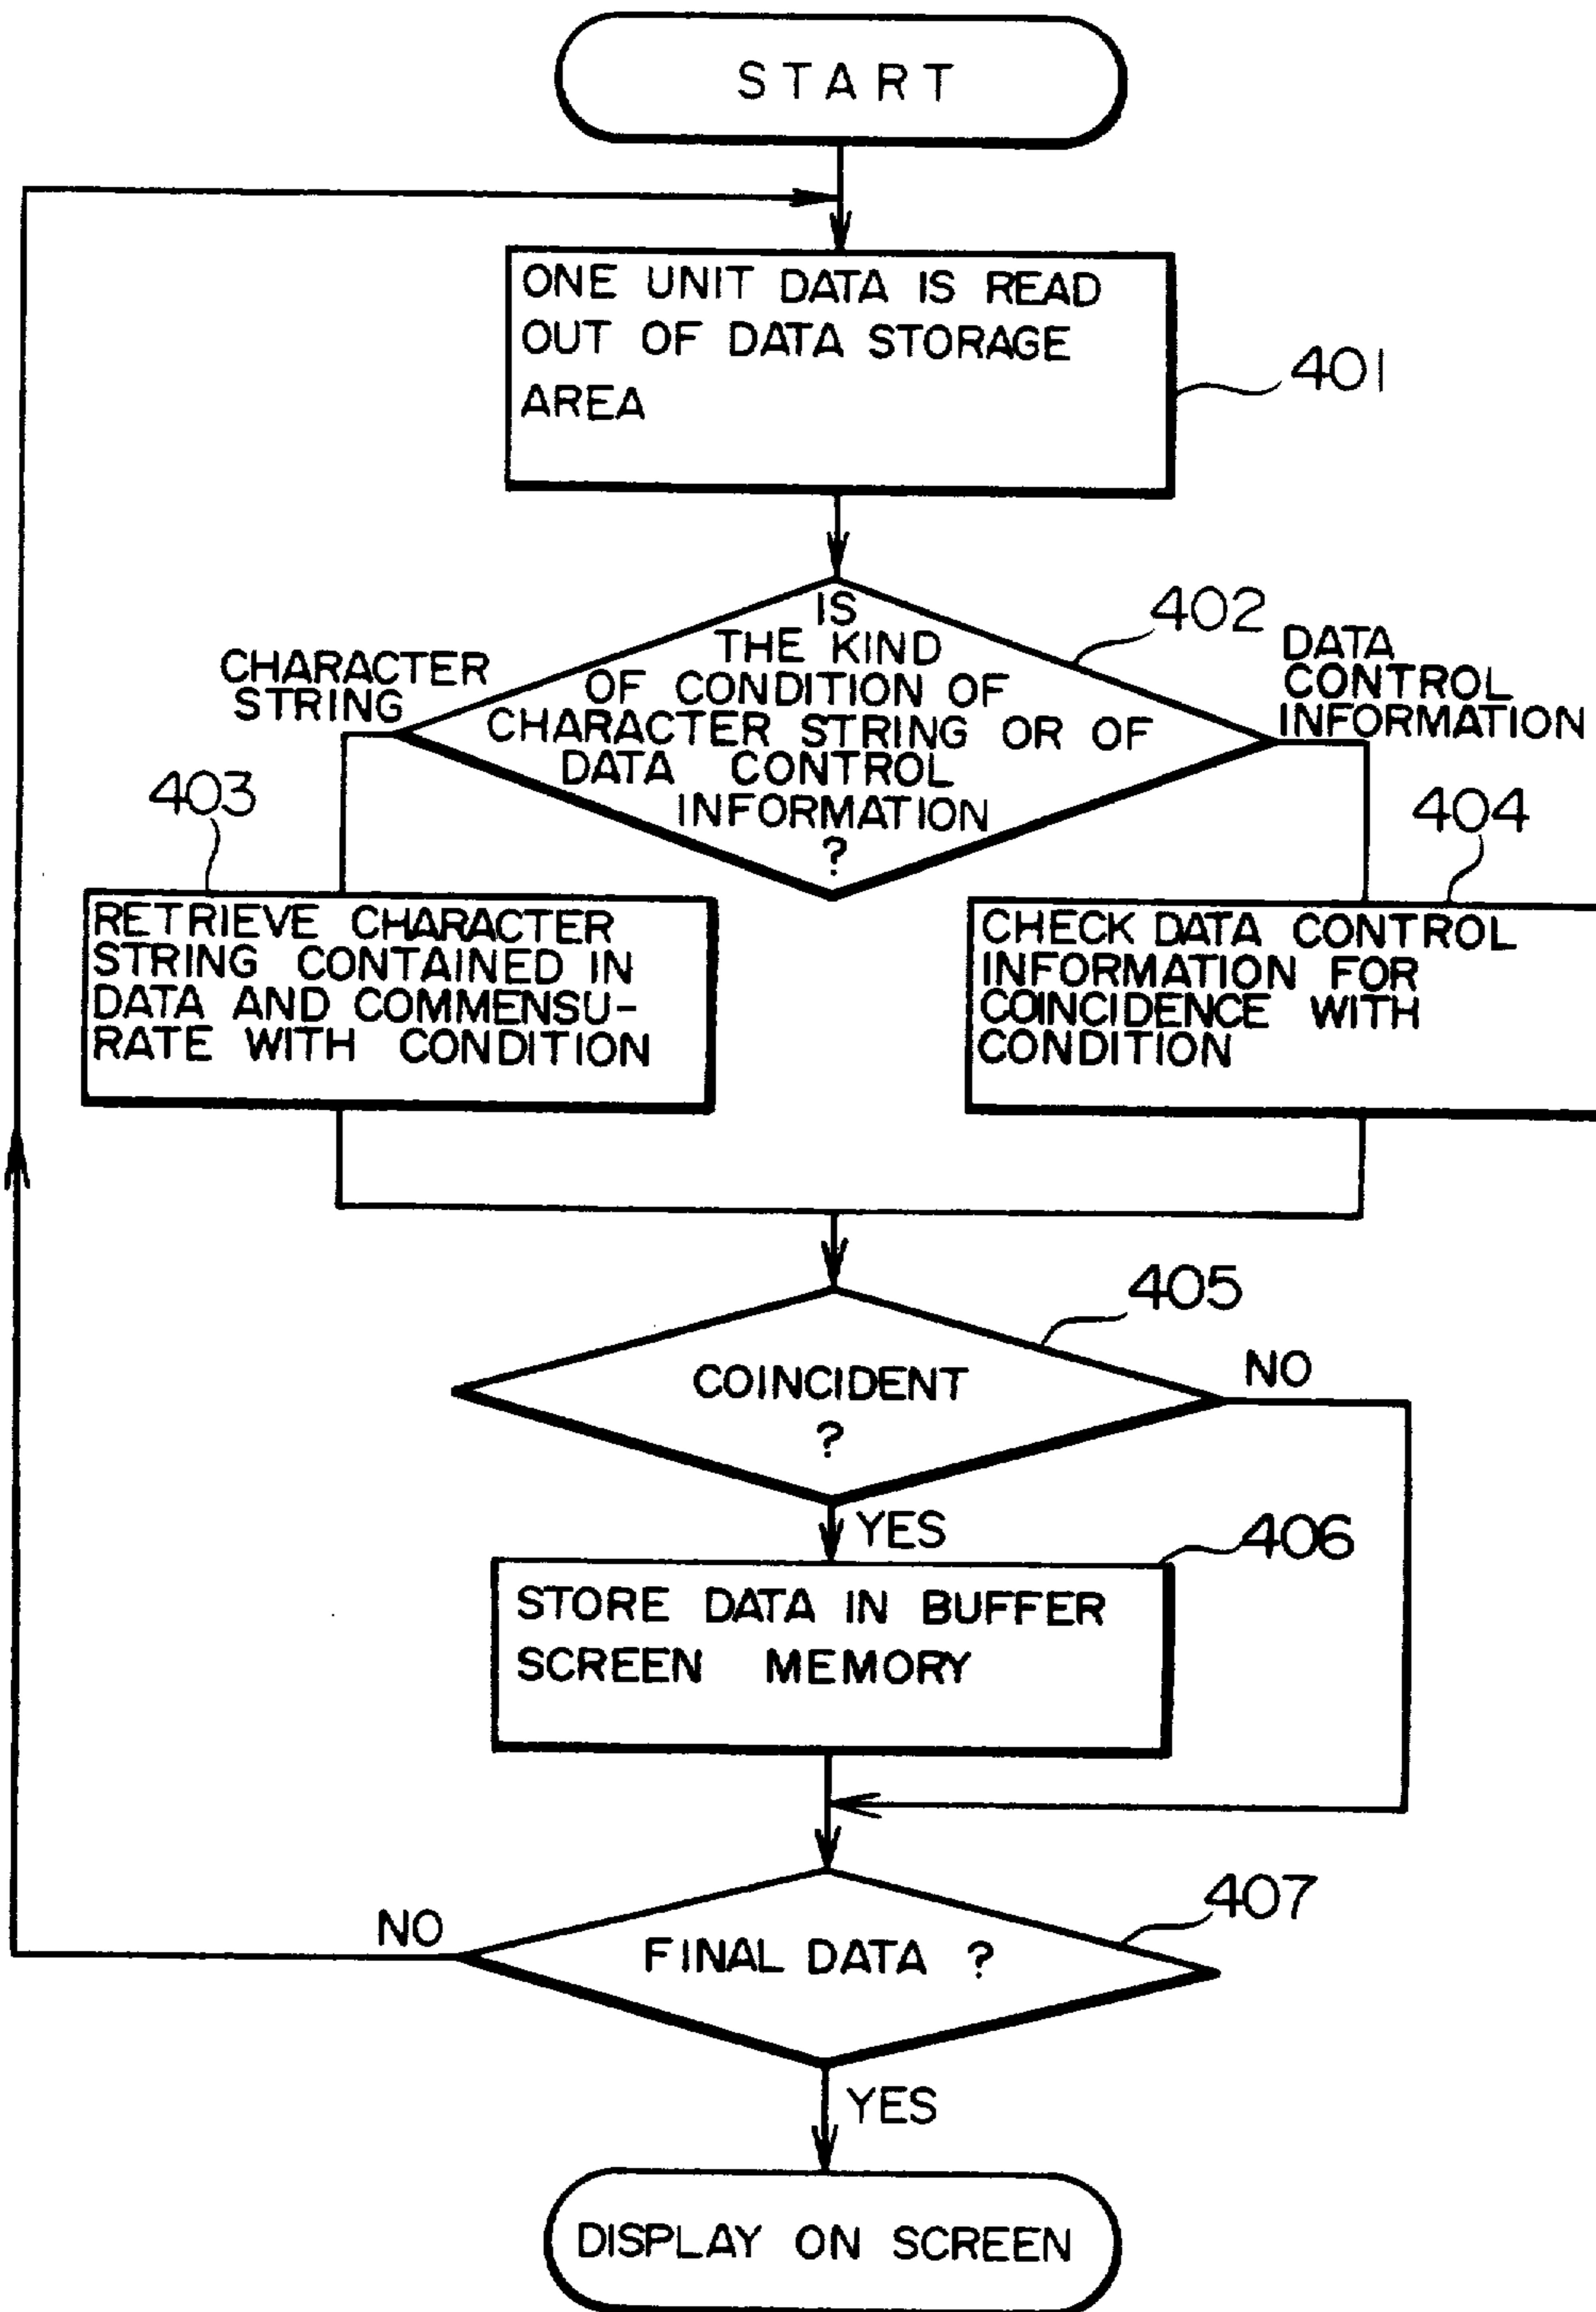 START
ONE UNIT DATA IS READ
OUT OF DATA STORAGE
AREA
401
IS
THE KIND
OF CONDITION OF
CHARACTER STRING OR OF
DATA CONTROL
INFORMATION
?
402
CHARACTER
STRING
DATA
CONTROL
INFORMATION
403
404
RETRIEVE CHARACTER
STRING CONTAINED IN
DATA AND COMMENSU-
RATE WITH CONDITION
CHECK DATA CONTROL
INFORMATION FOR
COINCIDENCE WITH
CONDITION
405
COINCIDENT
?
NO
YES
406
STORE DATA IN BUFFER
SCREEN MEMORY
407
NO
FINAL DATA ?
YES
DISPLAY ON SCREEN